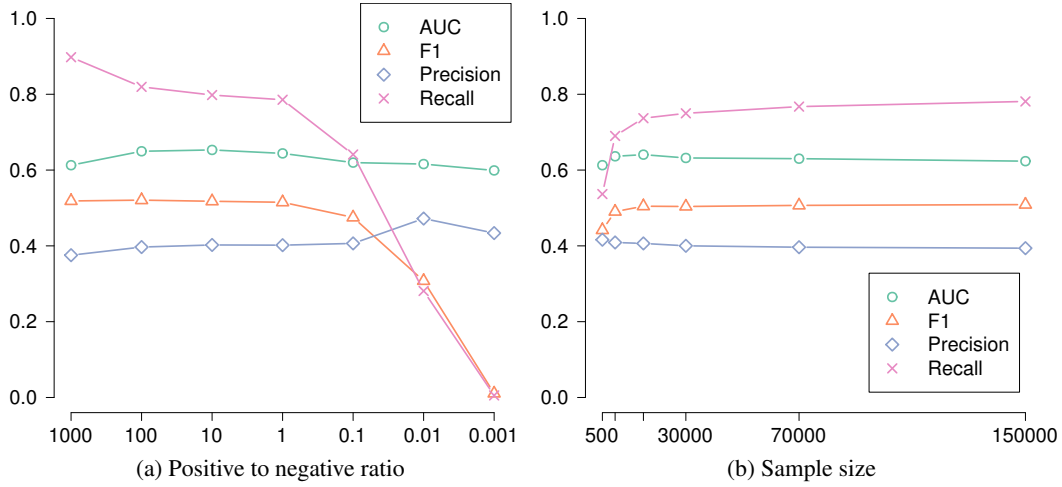 1.0
0.8
0.6
0.4
0.2
0.0
AUC
F1
Precision
Recall
1000 100 10 1 0.1 0.01 0.001
(a) Positive to negative ratio
1.0
0.8
0.6
0.4
0.2
0.0
AUC
F1
Precision
Recall
500 30000 70000 150000
(b) Sample size